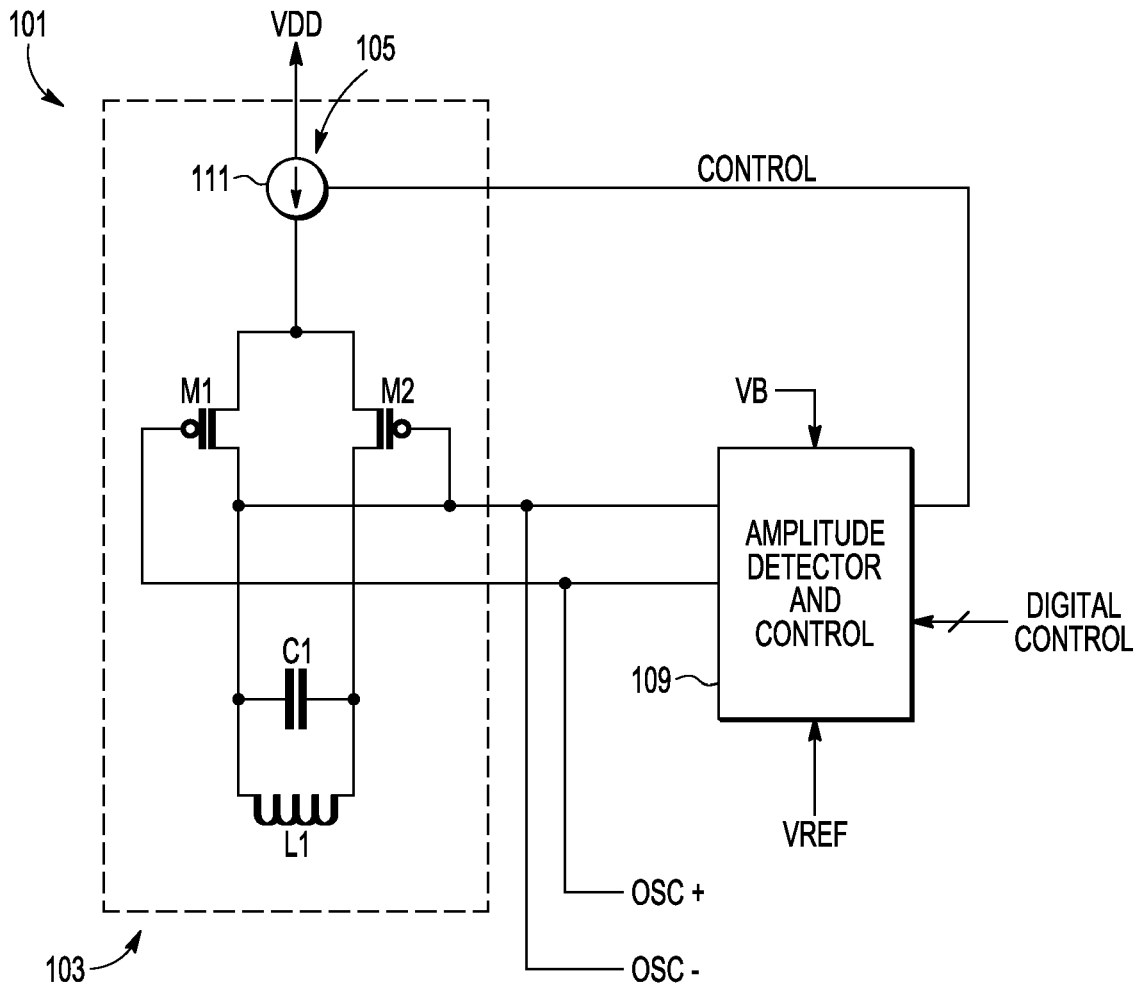 101
VDD
105
111
CONTROL
M1
M2
VB
AMPLITUDE
DETECTOR
AND
CONTROL
DIGITAL
CONTROL
C1
109
L1
VREF
OSC +
OSC -
103